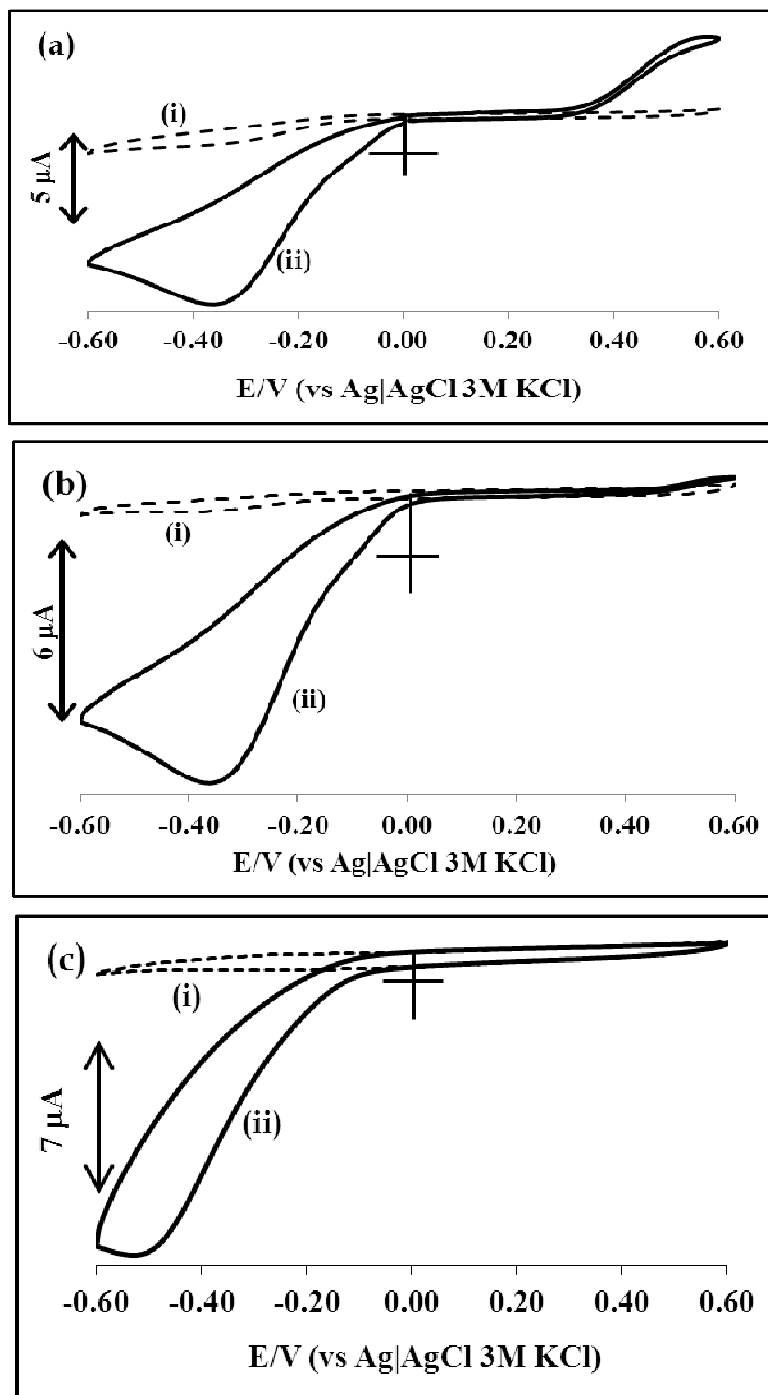 (a)
(i)
5 µA
(ii)
-0.60 -0.40 -0.20 0.00 0.20 0.40 0.60
E/V (vs Ag|AgCl 3M KCl)
(b)
(i)
6 µA
(ii)
-0.60 -0.40 -0.20 0.00 0.20 0.40 0.60
E/V (vs Ag|AgCl 3M KCl)
(c)
(i)
7 µA
(ii)
-0.60 -0.40 -0.20 0.00 0.20 0.40 0.60
E/V (vs Ag|AgCl 3M KCl)